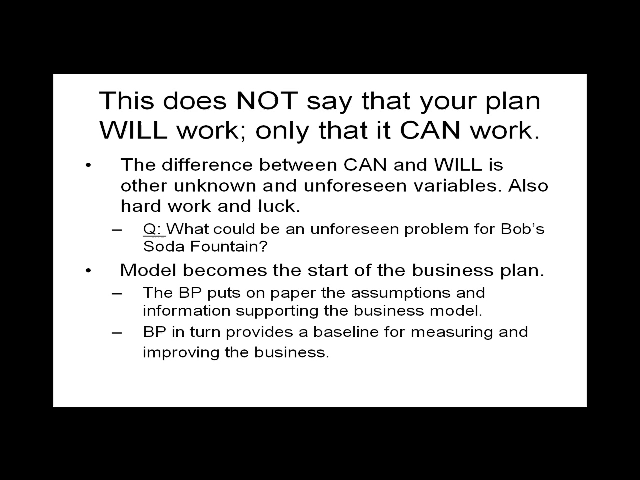 This does NOT say that your plan
WILL work; only that it CAN work.
• The difference between CAN and WILL is
other unknown and unforeseen variables. Also
hard work and luck.
– Q: What could be an unforeseen problem for Bob's
Soda Fountain?
• Model becomes the start of the business plan.
– The BP puts on paper the assumptions and
information supporting the business model.
– BP in turn provides a baseline for measuring and
improving the business.